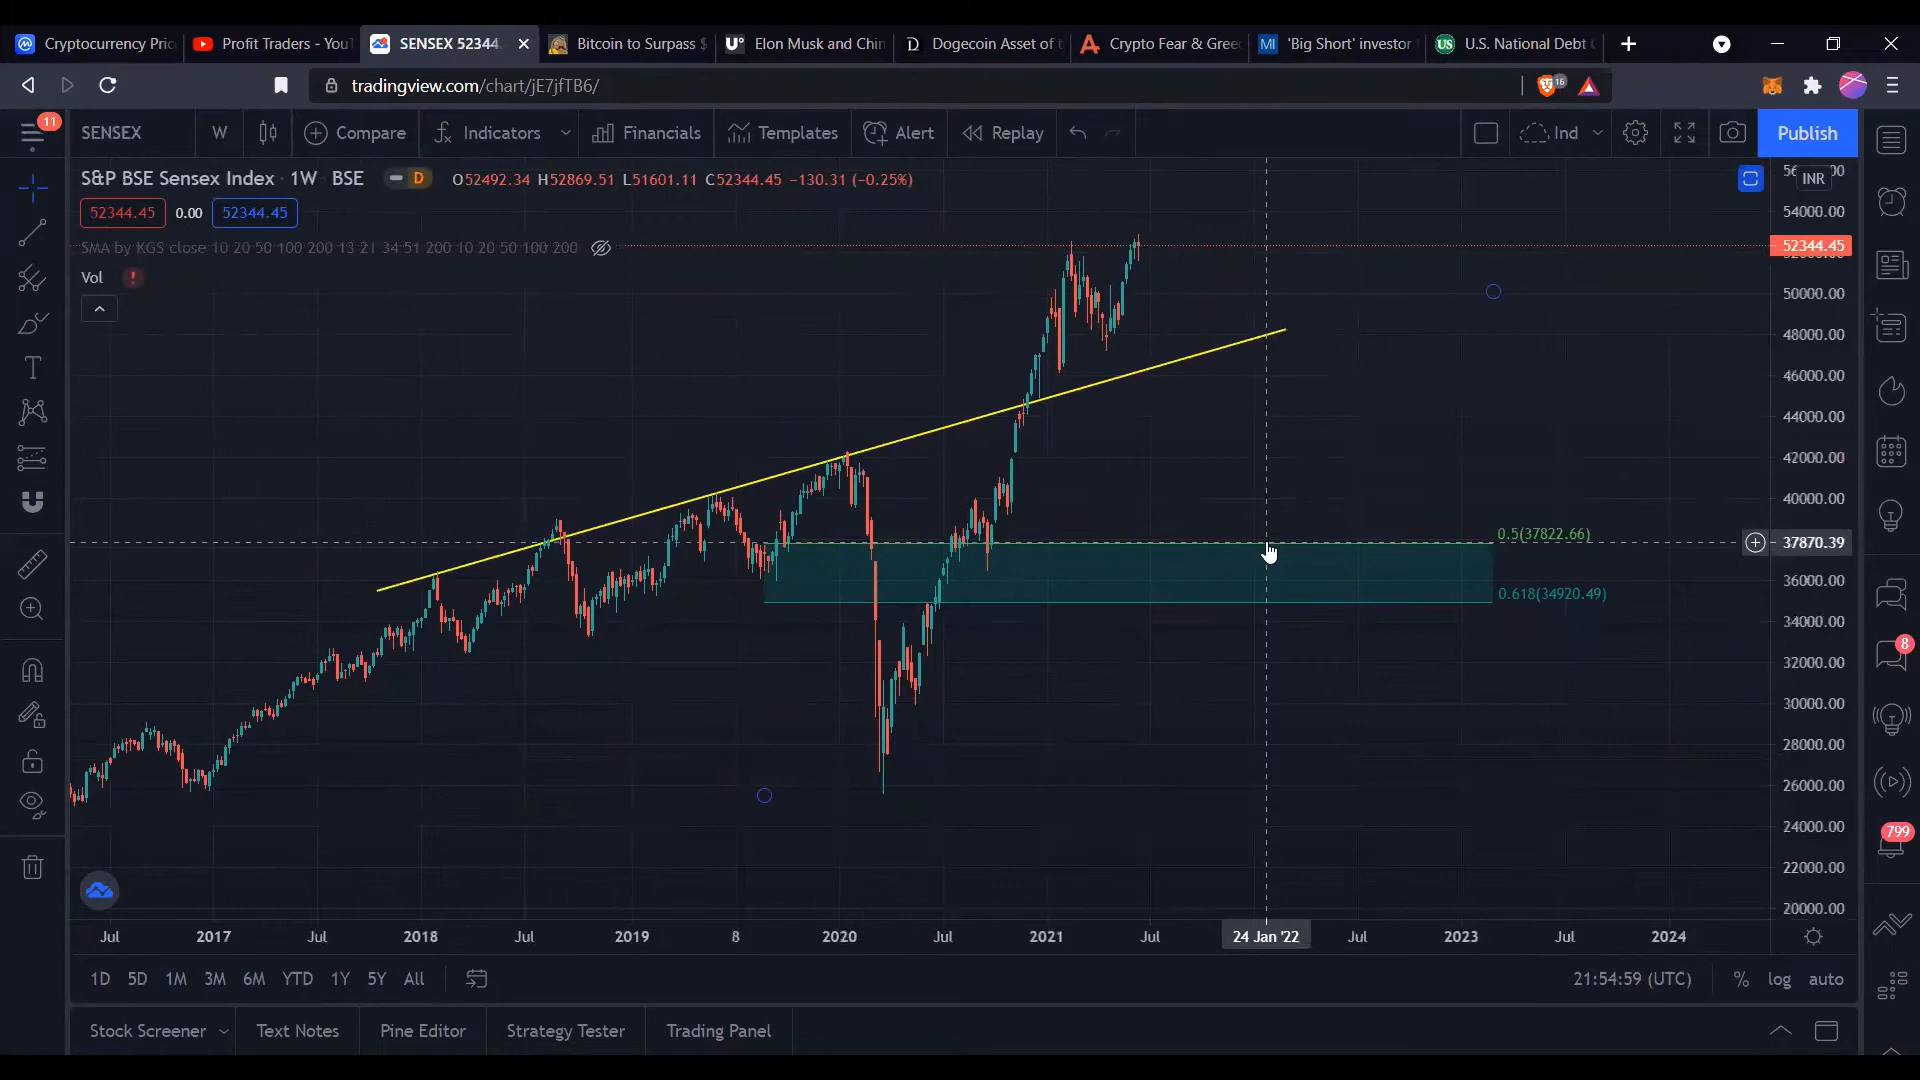 Cryptocurrency Pric
Profit Traders - YouT
SENSEX 52344.
Bitcoin to Surpass $
Elon Musk and Chin
Dogecoin Asset of t
Crypto Fear & Gree
'Big Short' investor
U.S. National Debt C
tradingview.com/chart/jE7jfTB6/
16
11
SENSEX
W
Compare
Indicators
Financials
Templates
Alert
Replay
Ind
Publish
S&P BSE Sensex Index · 1W · BSE
D
O52492.34 H52869.51 L51601.11 C52344.45 −130.31 (−0.25%)
52344.45 0.00 52344.45
SMA by KGS close 10 20 50 100 200 13 21 34 51 200 10 20 50 100 200
Vol !
INR
54000.00
52344.45
50000.00
48000.00
46000.00
44000.00
42000.00
40000.00
0.5(37822.66)
37870.39
36000.00
0.618(34920.49)
34000.00
32000.00
30000.00
28000.00
26000.00
24000.00
22000.00
20000.00
8
799
Jul 2017 Jul 2018 Jul 2019 8 2020 Jul 2021 Jul 24 Jan '22 Jul 2023 Jul 2024
1D 5D 1M 3M 6M YTD 1Y 5Y All
21:54:59 (UTC)
% log auto
Stock Screener
Text Notes
Pine Editor
Strategy Tester
Trading Panel